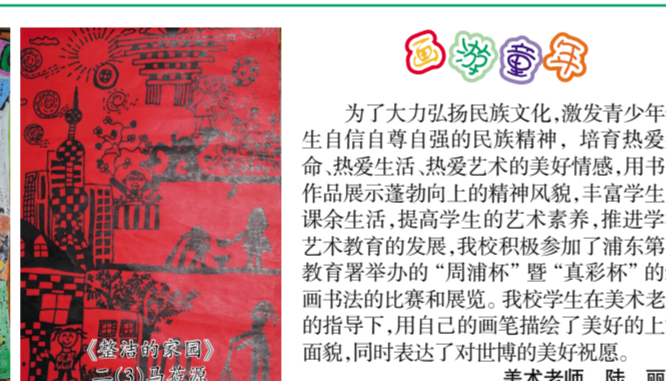 画游童年
为了大力弘扬民族文化,激发青少年
生自信自尊自强的民族精神，培育热爱
命、热爱生活、热爱艺术的美好情感,用书
作品展示蓬勃向上的精神风貌,丰富学生
课余生活,提高学生的艺术素养,推进学
艺术教育的发展,我校积极参加了浦东第
教育署举办的“周浦杯”暨“真彩杯”的
画书法的比赛和展览。我校学生在美术老
的指导下,用自己的画笔描绘了美好的上
面貌,同时表达了对世博的美好祝愿。
美术老师 陆 丽
《整洁的家园》
二(3)马荷源